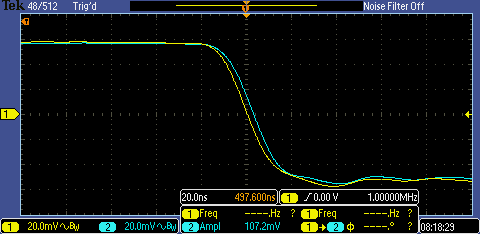 Tek 48/512 Trig'd Noise Filter Off
T
1
20.0ns 497.600ns 1 0.00 V 1.00000MHz
1 Freq -----.--Hz ? 1 Freq -----.--Hz ?
2 Ampl 107.2mV 1→2 ϕ -----.--° ?
1 20.0mV 2 20.0mV 08:18:29